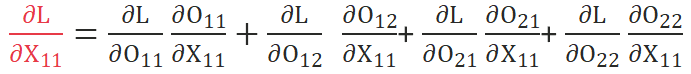 ∂L/∂X₁₁ = ∂L/∂O₁₁ ∂O₁₁/∂X₁₁ + ∂L/∂O₁₂ ∂O₁₂/∂X₁₁ + ∂L/∂O₂₁ ∂O₂₁/∂X₁₁ + ∂L/∂O₂₂ ∂O₂₂/∂X₁₁